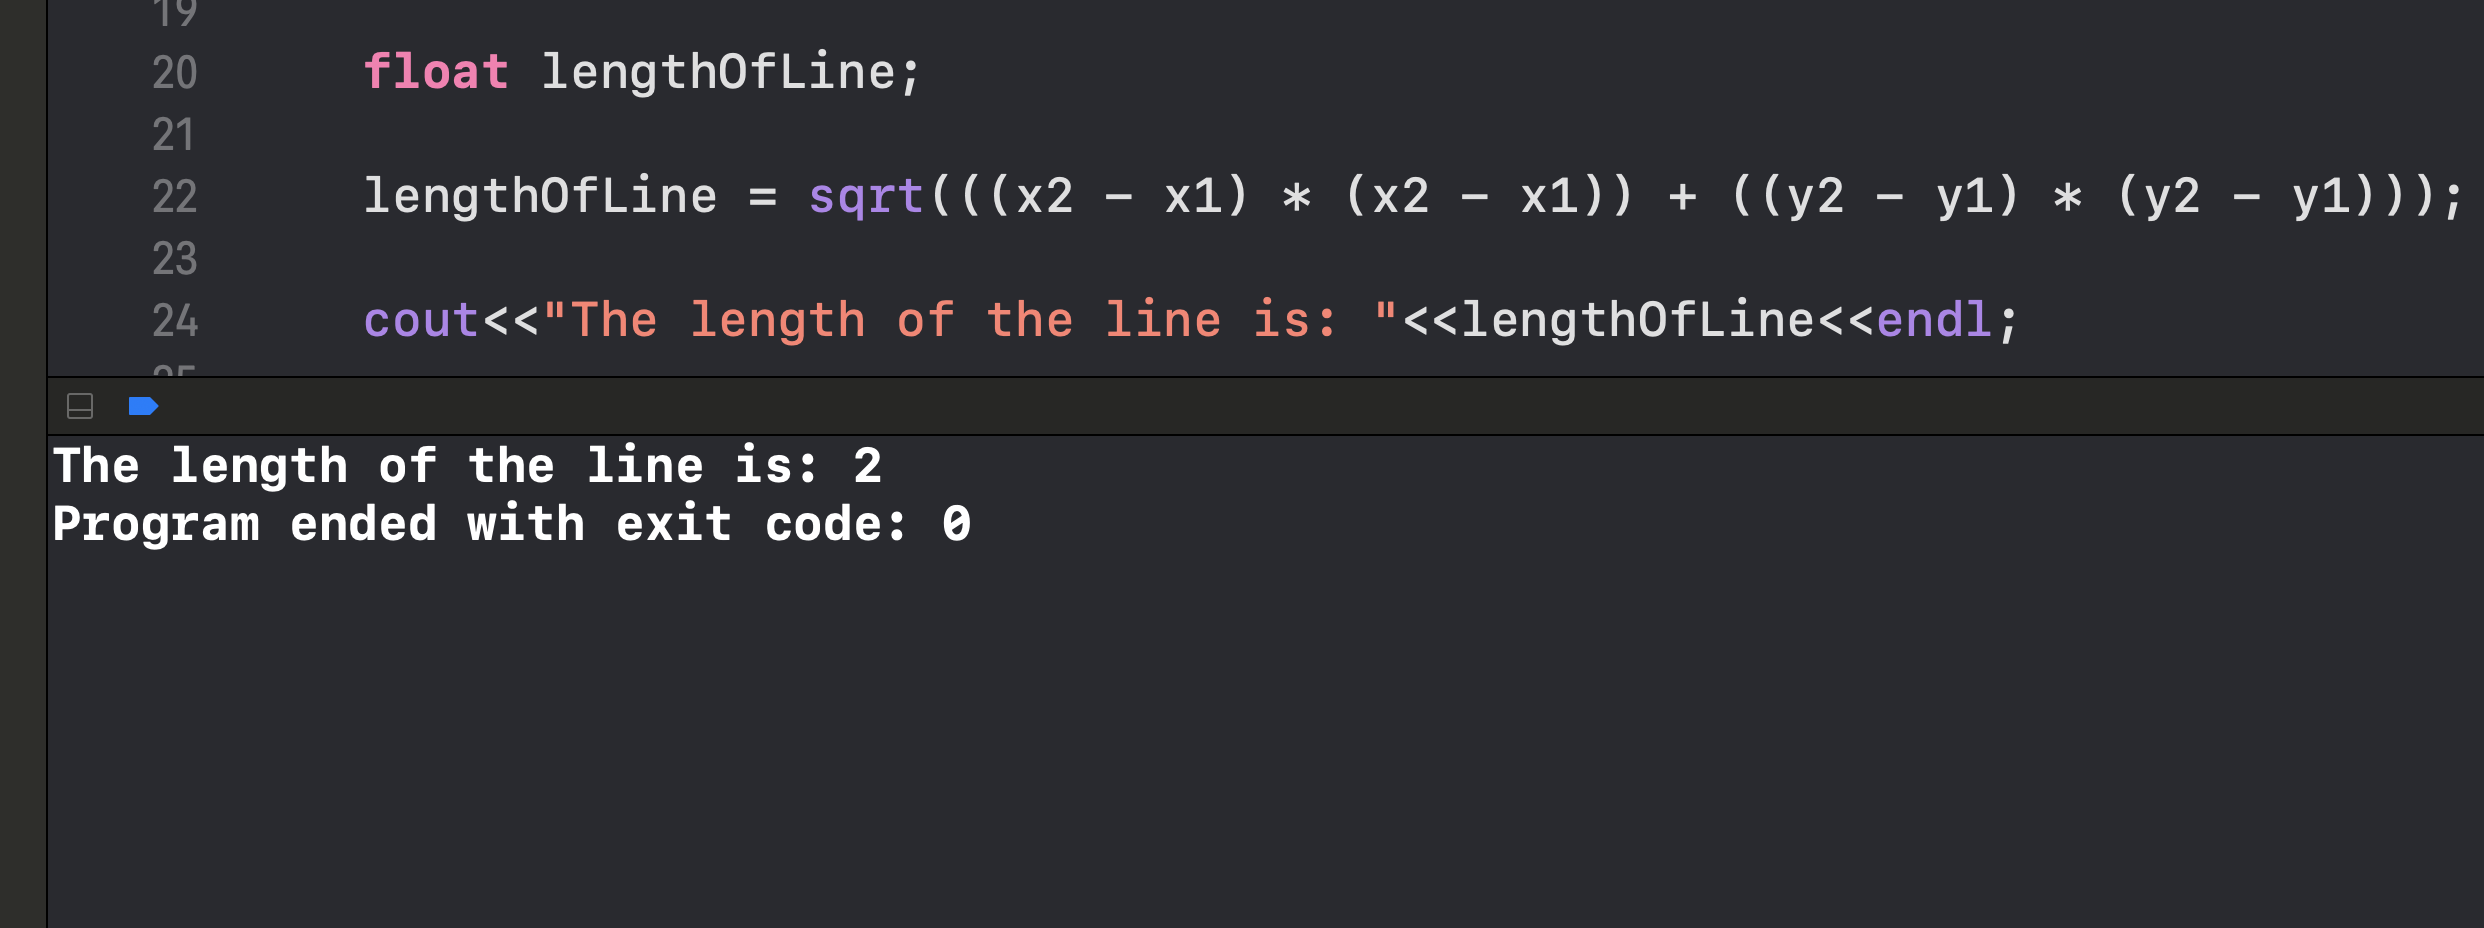 19
20 float lengthOfLine;
21
22 lengthOfLine = sqrt(((x2 - x1) * (x2 - x1)) + ((y2 - y1) * (y2 - y1)));
23
24 cout<<"The length of the line is: "<<lengthOfLine<<endl;
25
The length of the line is: 2
Program ended with exit code: 0